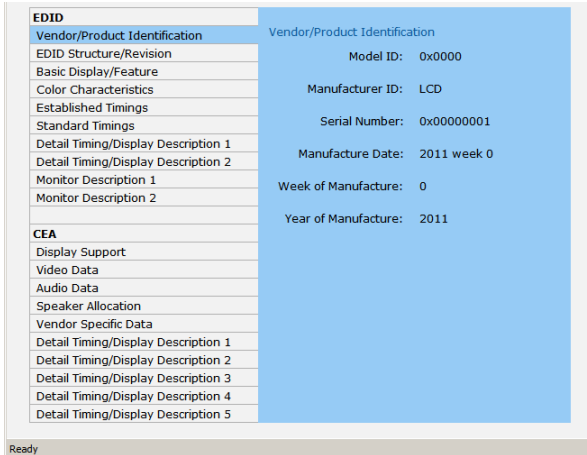 EDID
Vendor/Product Identification
EDID Structure/Revision
Basic Display/Feature
Color Characteristics
Established Timings
Standard Timings
Detail Timing/Display Description 1
Detail Timing/Display Description 2
Monitor Description 1
Monitor Description 2
CEA
Display Support
Video Data
Audio Data
Speaker Allocation
Vendor Specific Data
Detail Timing/Display Description 1
Detail Timing/Display Description 2
Detail Timing/Display Description 3
Detail Timing/Display Description 4
Detail Timing/Display Description 5
Vendor/Product Identification
Model ID: 0x0000
Manufacturer ID: LCD
Serial Number: 0x00000001
Manufacture Date: 2011 week 0
Week of Manufacture: 0
Year of Manufacture: 2011
Ready